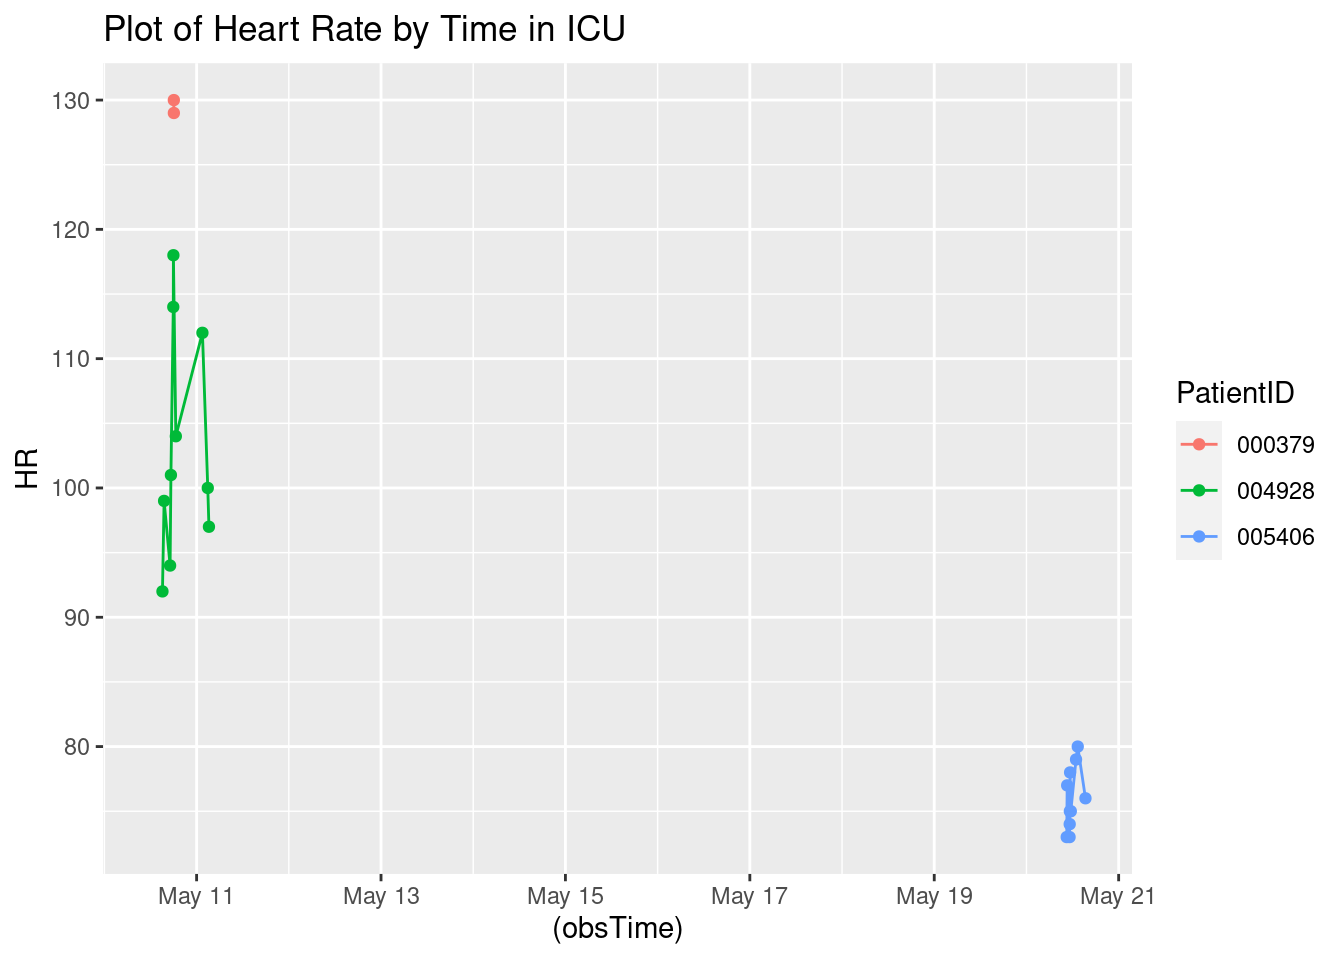 Plot of Heart Rate by Time in ICU
130
120
110
100
90
80
HR
May 11
May 13
May 15
May 17
May 19
May 21
(obsTime)
PatientID
000379
004928
005406